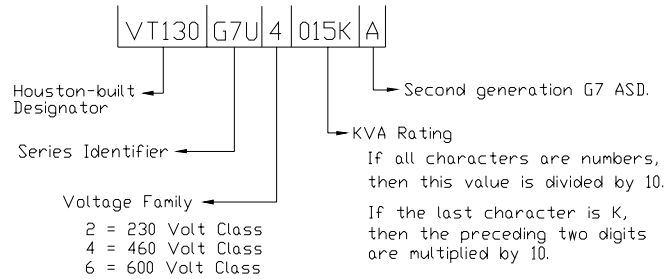 VT130 G7U 4 015K A
Houston-built
Designator
Second generation G7 ASD.
Series Identifier
KVA Rating
If all characters are numbers,
then this value is divided by 10.
If the last character is K,
then the preceding two digits
are multiplied by 10.
Voltage Family
2 = 230 Volt Class
4 = 460 Volt Class
6 = 600 Volt Class